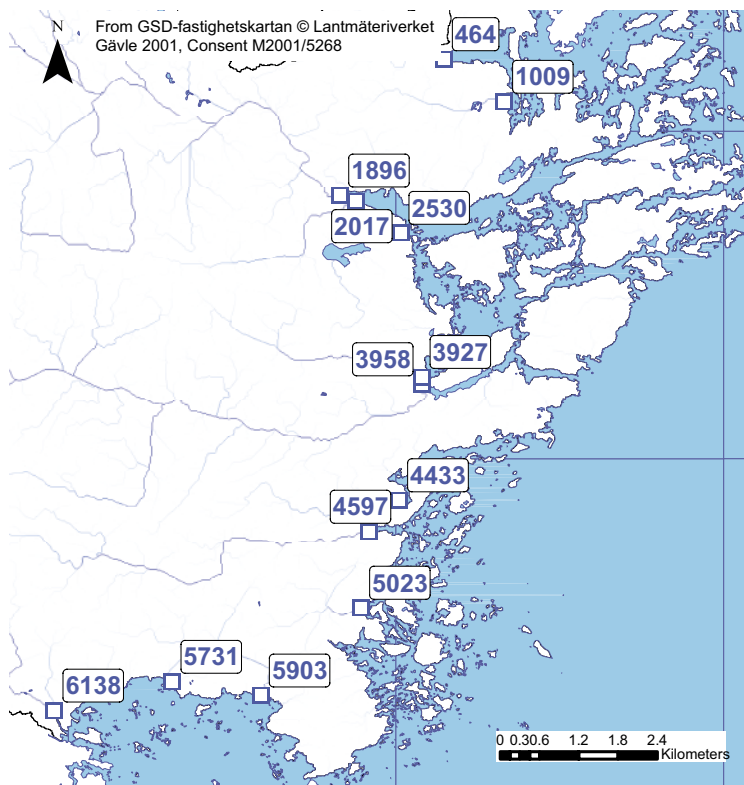 From GSD-fastighetskartan © Lantmäteriverket
Gävle 2001, Consent M2001/5268
N
464
1009
1896
2017
2530
3958
3927
4433
4597
5023
5731
5903
6138
0 0.30.6 1.2 1.8 2.4
Kilometers